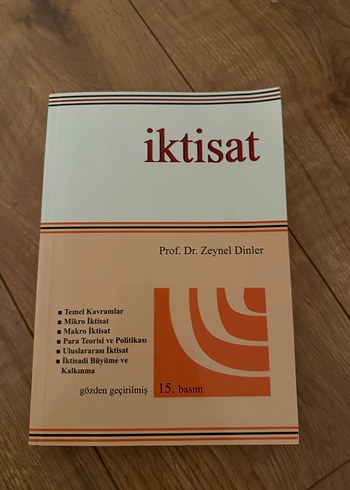 iktisat
Prof. Dr. Zeynel Dinler
■ Temel Kavramlar
■ Mikro İktisat
■ Makro İktisat
■ Para Teorisi ve Politikası
■ Uluslararası İktisat
■ İktisadi Büyüme ve
Kalkınma
gözden geçirilmiş 15. basım